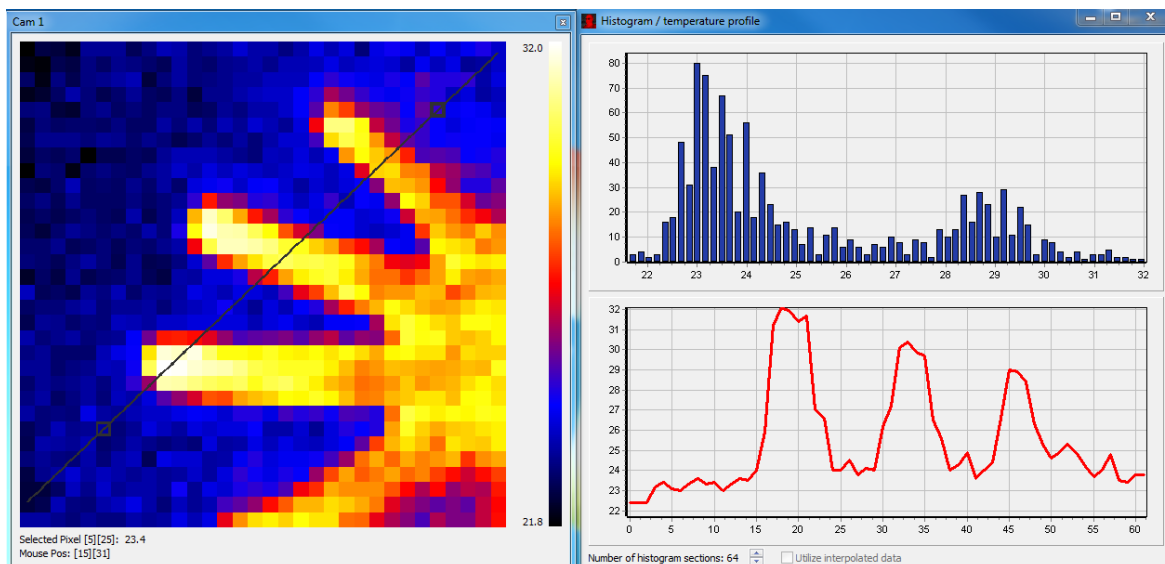 Cam 1
x
32.0
21.8
Selected Pixel [5][25]: 23.4
Mouse Pos: [15][31]
Histogram / temperature profile
80
70
60
50
40
30
20
10
0
22 23 24 25 26 27 28 29 30 31 32
32
31
30
29
28
27
26
25
24
23
22
0 5 10 15 20 25 30 35 40 45 50 55 60
Number of histogram sections: 64 Utilize interpolated data